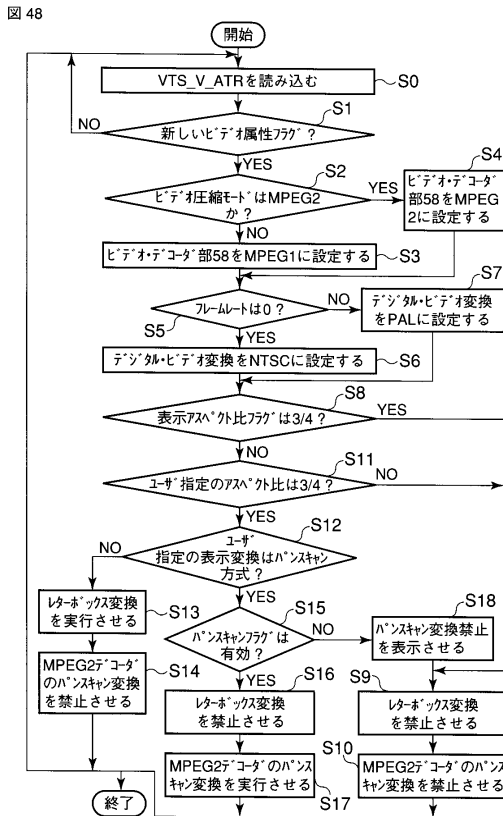 図 48
開始
VTS_V_ATRを読み込む
S0
S1
新しいﾋﾞﾃﾞｵ属性ﾌﾗｸﾞ?
NO
YES
S2
ﾋﾞﾃﾞｵ圧縮ﾓｰﾄﾞはMPEG2
か?
YES
NO
S4
ﾋﾞﾃﾞｵ・ﾃﾞｺｰﾀﾞ
部58をMPEG
2に設定する
ﾋﾞﾃﾞｵ・ﾃﾞｺｰﾀﾞ部58をMPEG1に設定する
S3
ﾌﾚｰﾑﾚｰﾄは0?
S5
NO
YES
S7
ﾃﾞｼﾞﾀﾙ・ﾋﾞﾃﾞｵ変換
をPALに設定する
ﾃﾞｼﾞﾀﾙ・ﾋﾞﾃﾞｵ変換をNTSCに設定する
S6
S8
表示ｱｽﾍﾟｸﾄ比ﾌﾗｸﾞは3/4?
YES
NO
S11
ﾕｰｻﾞ指定のｱｽﾍﾟｸﾄ比は3/4?
NO
YES
S12
ﾕｰｻﾞ
指定の表示変換はﾊﾟﾝｽｷｬﾝ
方式?
NO
YES
ﾚﾀｰﾎﾞｯｸｽ変換
を実行させる
S13
MPEG2ﾃﾞｺｰﾀﾞ
のﾊﾟﾝｽｷｬﾝ変換
を禁止させる
S14
S15
ﾊﾟﾝｽｷｬﾝﾌﾗｸﾞは
有効?
NO
YES
S18
ﾊﾟﾝｽｷｬﾝ変換禁止
を表示させる
S16
ﾚﾀｰﾎﾞｯｸｽ変換
を禁止させる
S9
ﾚﾀｰﾎﾞｯｸｽ変換
を禁止させる
MPEG2ﾃﾞｺｰﾀﾞのﾊﾟﾝｽ
ｷｬﾝ変換を実行させる
S17
S10
MPEG2ﾃﾞｺｰﾀﾞのﾊﾟﾝｽ
ｷｬﾝ変換を禁止させる
終了